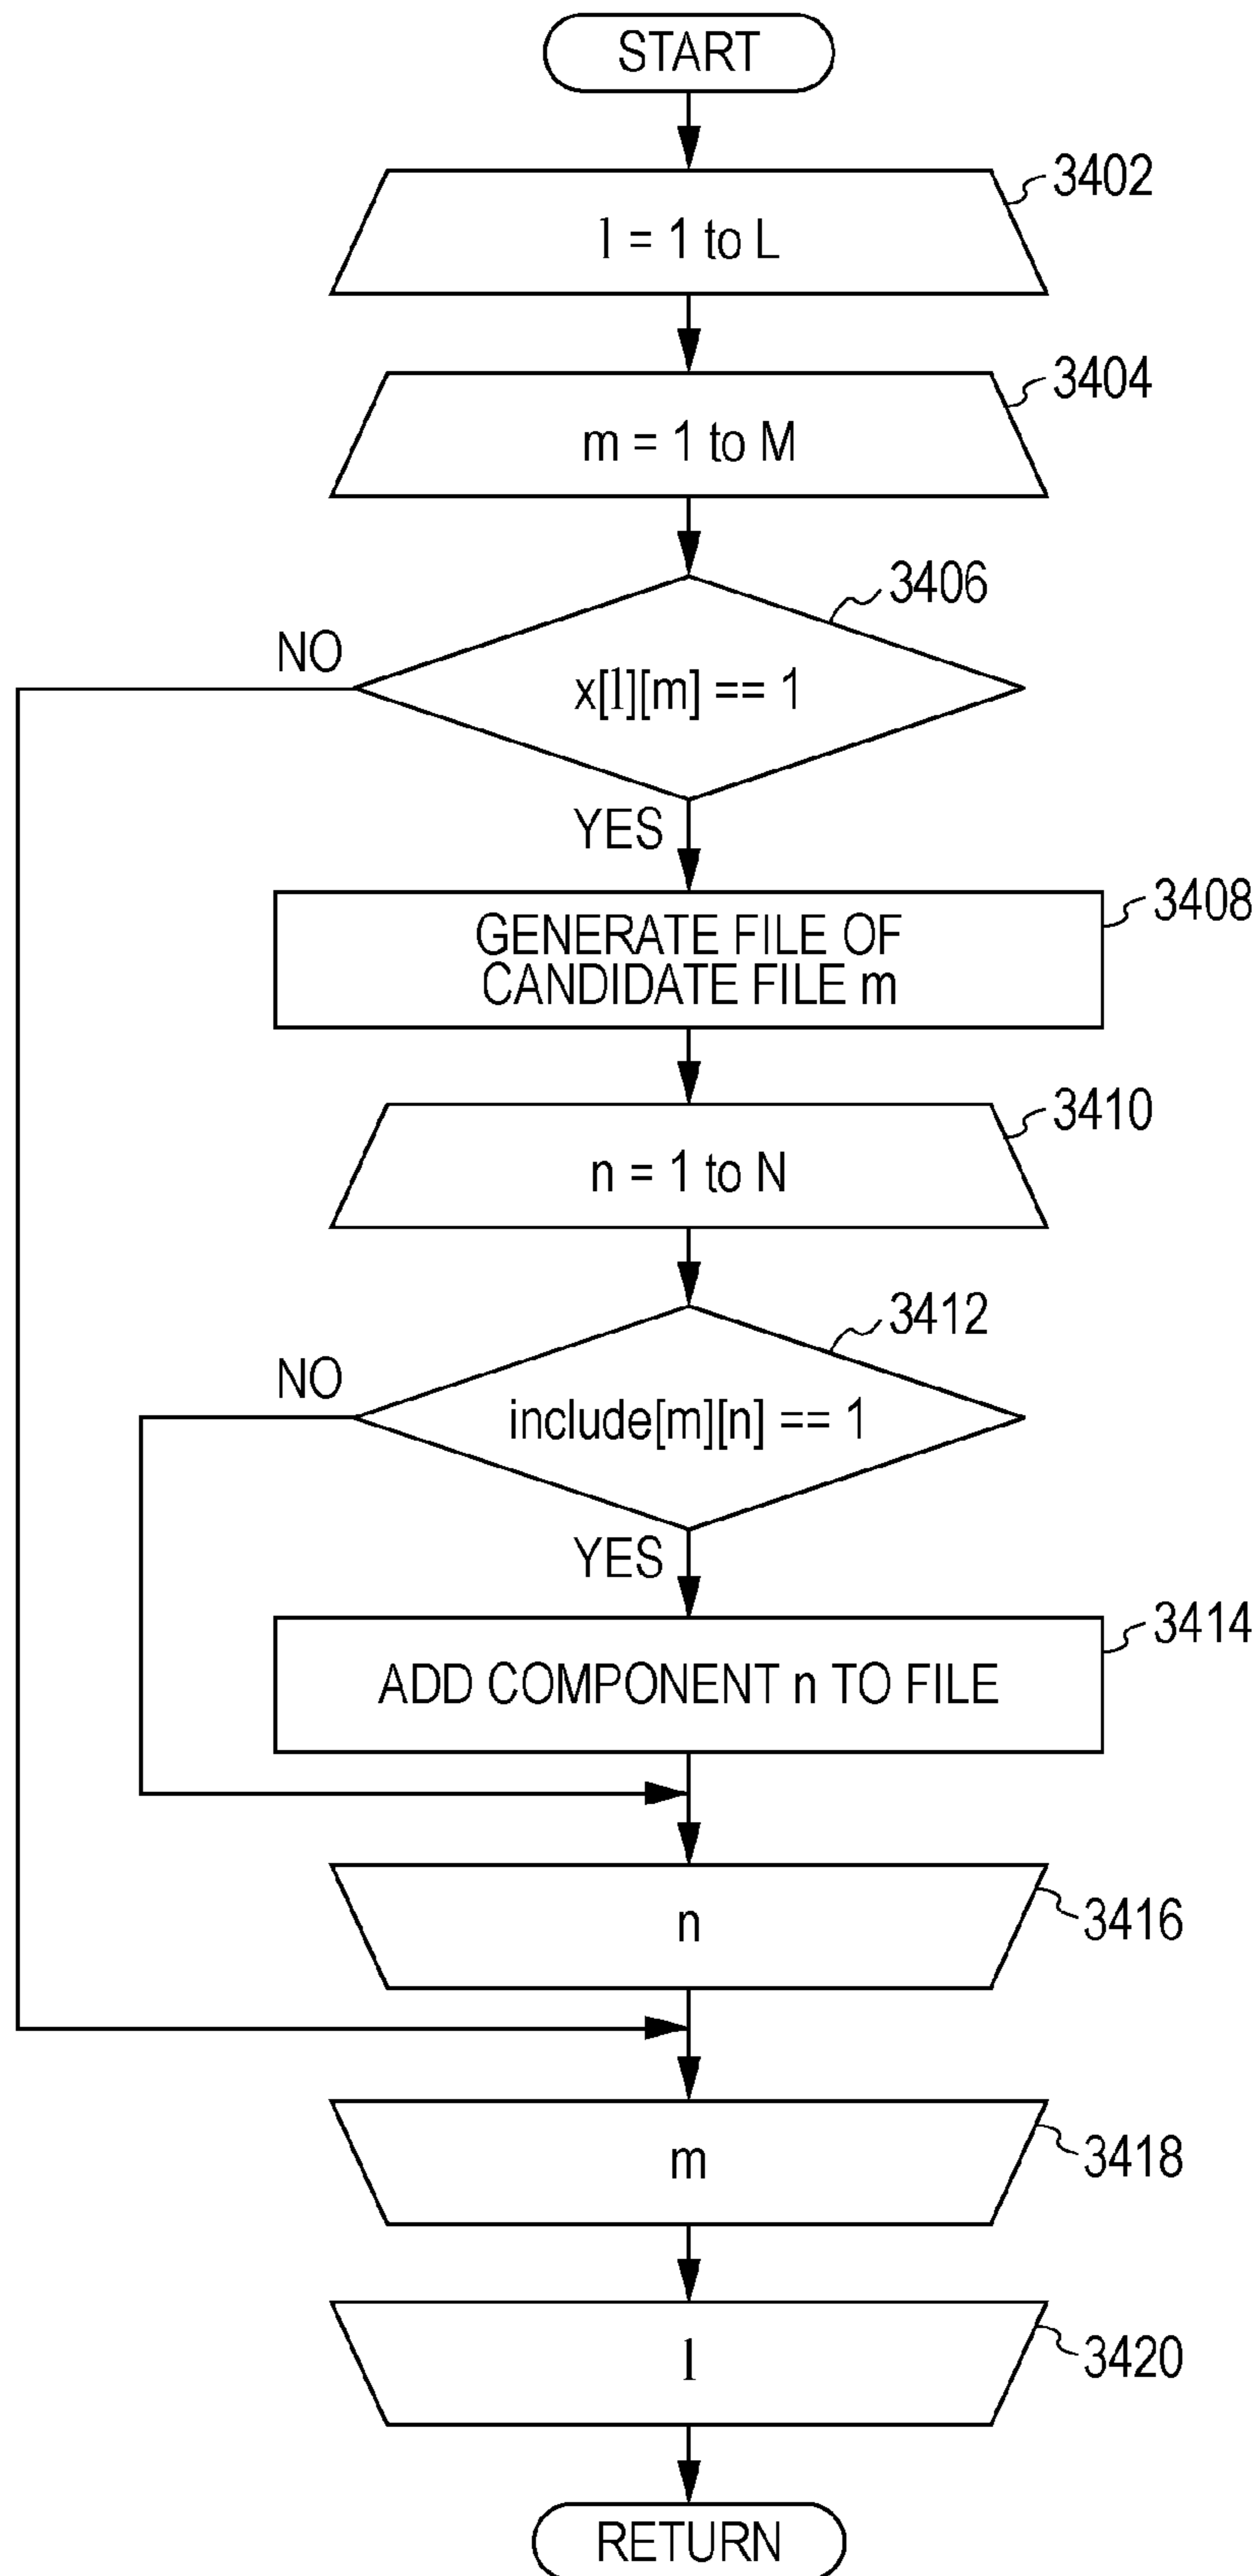 START
3402
l = 1 to L
3404
m = 1 to M
3406
NO
x[l][m] == 1
YES
3408
GENERATE FILE OF
CANDIDATE FILE m
3410
n = 1 to N
3412
NO
include[m][n] == 1
YES
3414
ADD COMPONENT n TO FILE
n
3416
m
3418
l
3420
RETURN